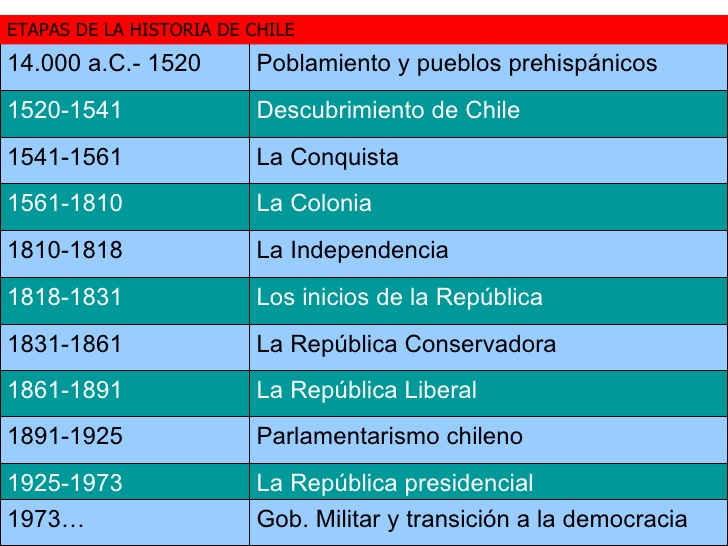 ETAPAS DE LA HISTORIA DE CHILE
14.000 a.C.- 1520 Poblamiento y pueblos prehispánicos
1520-1541 Descubrimiento de Chile
1541-1561 La Conquista
1561-1810 La Colonia
1810-1818 La Independencia
1818-1831 Los inicios de la República
1831-1861 La República Conservadora
1861-1891 La República Liberal
1891-1925 Parlamentarismo chileno
1925-1973 La República presidencial
1973… Gob. Militar y transición a la democracia